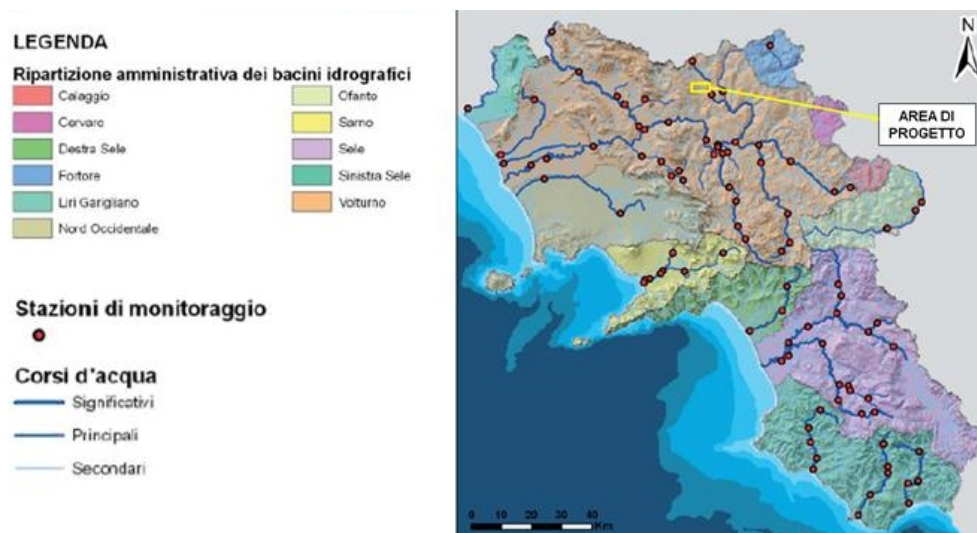 LEGENDA
Ripartizione amministrativa dei bacini idrografici
Calaggio
Cervaro
Destra Sele
Fortore
Liri Garigliano
Nord Occidentale
Ofanto
Sarno
Sele
Sinistra Sele
Volturno
Stazioni di monitoraggio
Corsi d'acqua
Significativi
Principali
Secondari
N
AREA DI
PROGETTO
0 10 20 30 40
Km